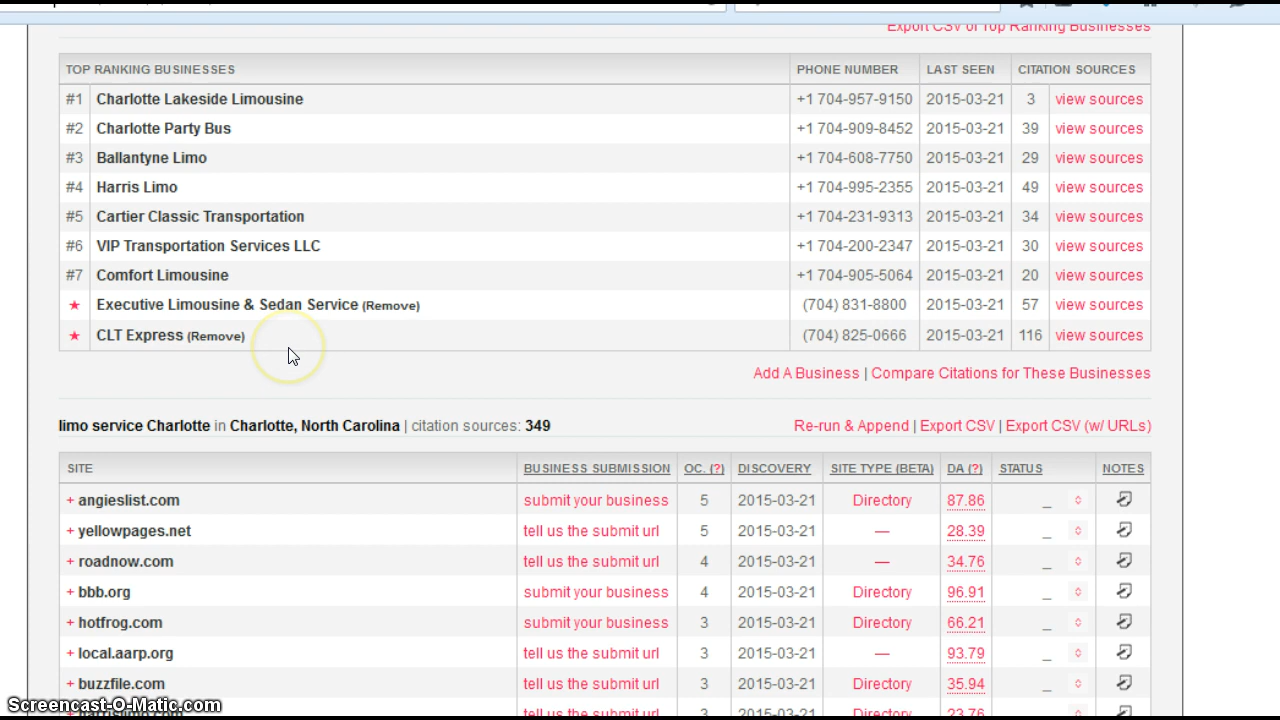 Export CSV of Top Ranking Businesses
TOP RANKING BUSINESSES PHONE NUMBER LAST SEEN CITATION SOURCES
#1 Charlotte Lakeside Limousine +1 704-957-9150 2015-03-21 3 view sources
#2 Charlotte Party Bus +1 704-909-8452 2015-03-21 39 view sources
#3 Ballantyne Limo +1 704-608-7750 2015-03-21 29 view sources
#4 Harris Limo +1 704-995-2355 2015-03-21 49 view sources
#5 Cartier Classic Transportation +1 704-231-9313 2015-03-21 34 view sources
#6 VIP Transportation Services LLC +1 704-200-2347 2015-03-21 30 view sources
#7 Comfort Limousine +1 704-905-5064 2015-03-21 20 view sources
★ Executive Limousine & Sedan Service (Remove) (704) 831-8800 2015-03-21 57 view sources
★ CLT Express (Remove) (704) 825-0666 2015-03-21 116 view sources
Add A Business | Compare Citations for These Businesses
limo service Charlotte in Charlotte, North Carolina | citation sources: 349 Re-run & Append | Export CSV | Export CSV (w/ URLs)
SITE BUSINESS SUBMISSION OC. (?) DISCOVERY SITE TYPE (BETA) DA (?) STATUS NOTES
+ angieslist.com submit your business 5 2015-03-21 Directory 87.86 _
+ yellowpages.net tell us the submit url 5 2015-03-21 — 28.39 _
+ roadnow.com tell us the submit url 4 2015-03-21 — 34.76 _
+ bbb.org submit your business 4 2015-03-21 Directory 96.91 _
+ hotfrog.com submit your business 3 2015-03-21 Directory 66.21 _
+ local.aarp.org tell us the submit url 3 2015-03-21 — 93.79 _
+ buzzfile.com tell us the submit url 3 2015-03-21 Directory 35.94 _
tell us the submit url 3 2015-03-21 Directory 23.76
Screencast-O-Matic.com